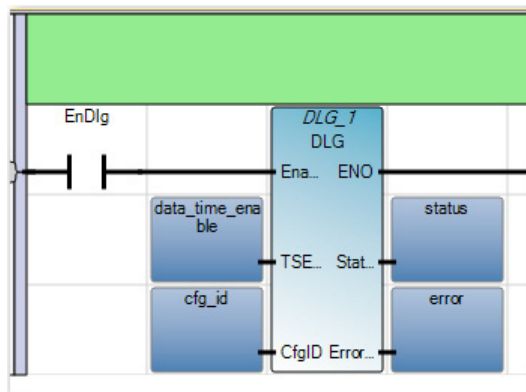 EnDlg
DLG_1
DLG
Ena... ENO
data_time_ena
ble
status
TSE... Stat...
cfg_id
error
CfgID Error...